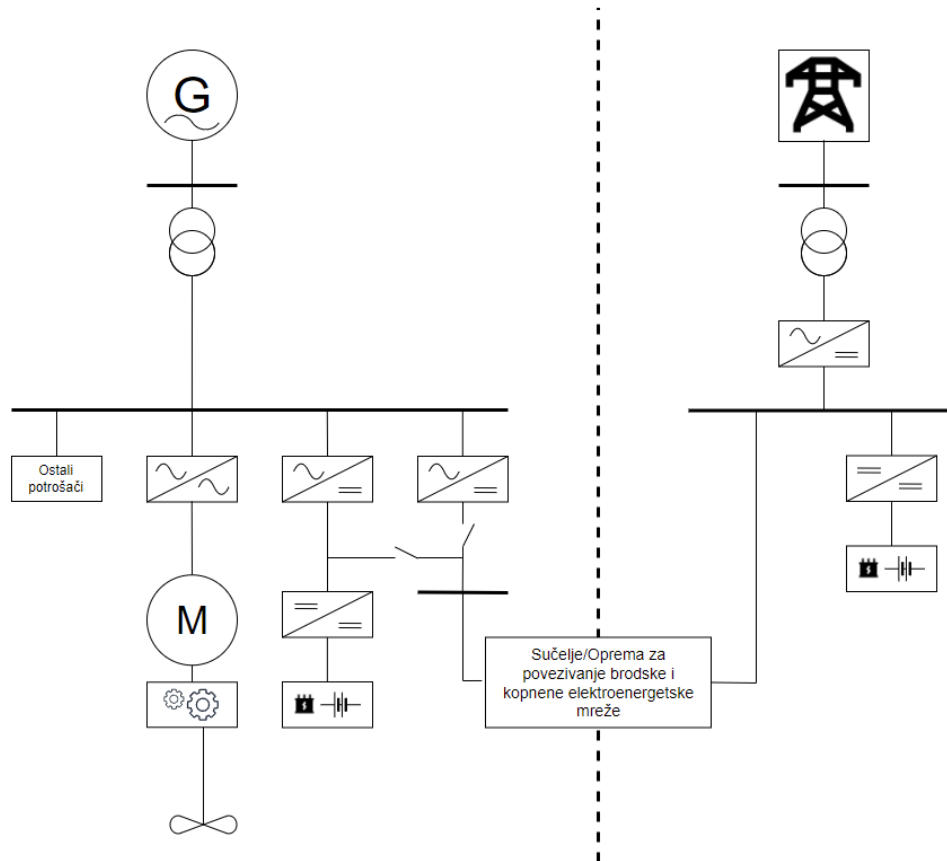 G
Ostali
potrošači
M
Sučelje/Oprema za
povezivanje brodske i
kopnene elektroenergetske
mreže